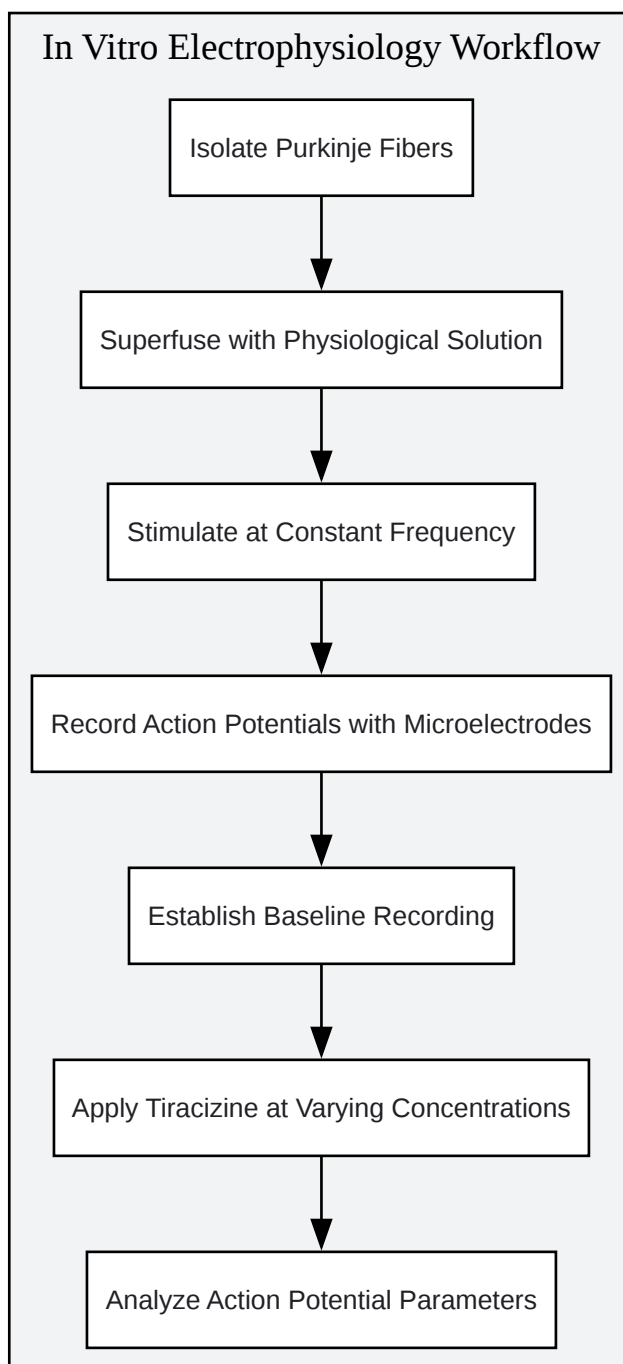 In Vitro Electrophysiology Workflow
Isolate Purkinje Fibers
Superfuse with Physiological Solution
Stimulate at Constant Frequency
Record Action Potentials with Microelectrodes
Establish Baseline Recording
Apply Tiracizine at Varying Concentrations
Analyze Action Potential Parameters